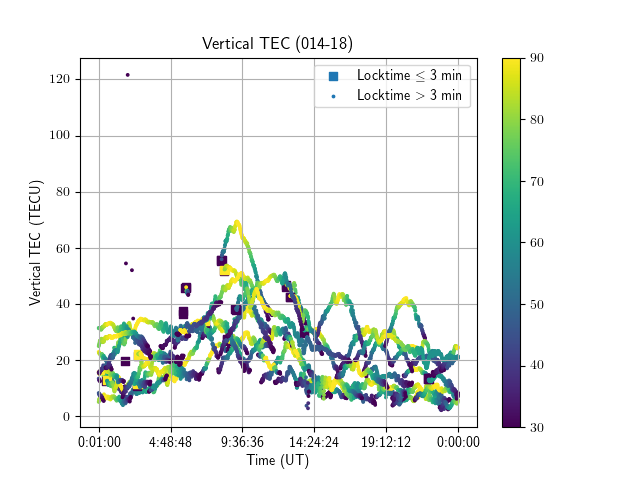 Vertical TEC (014-18)
Locktime ≤ 3 min
Locktime > 3 min
120
100
80
60
40
20
0
Vertical TEC (TECU)
0:01:00 4:48:48 9:36:36 14:24:24 19:12:12 0:00:00
Time (UT)
90
80
70
60
50
40
30